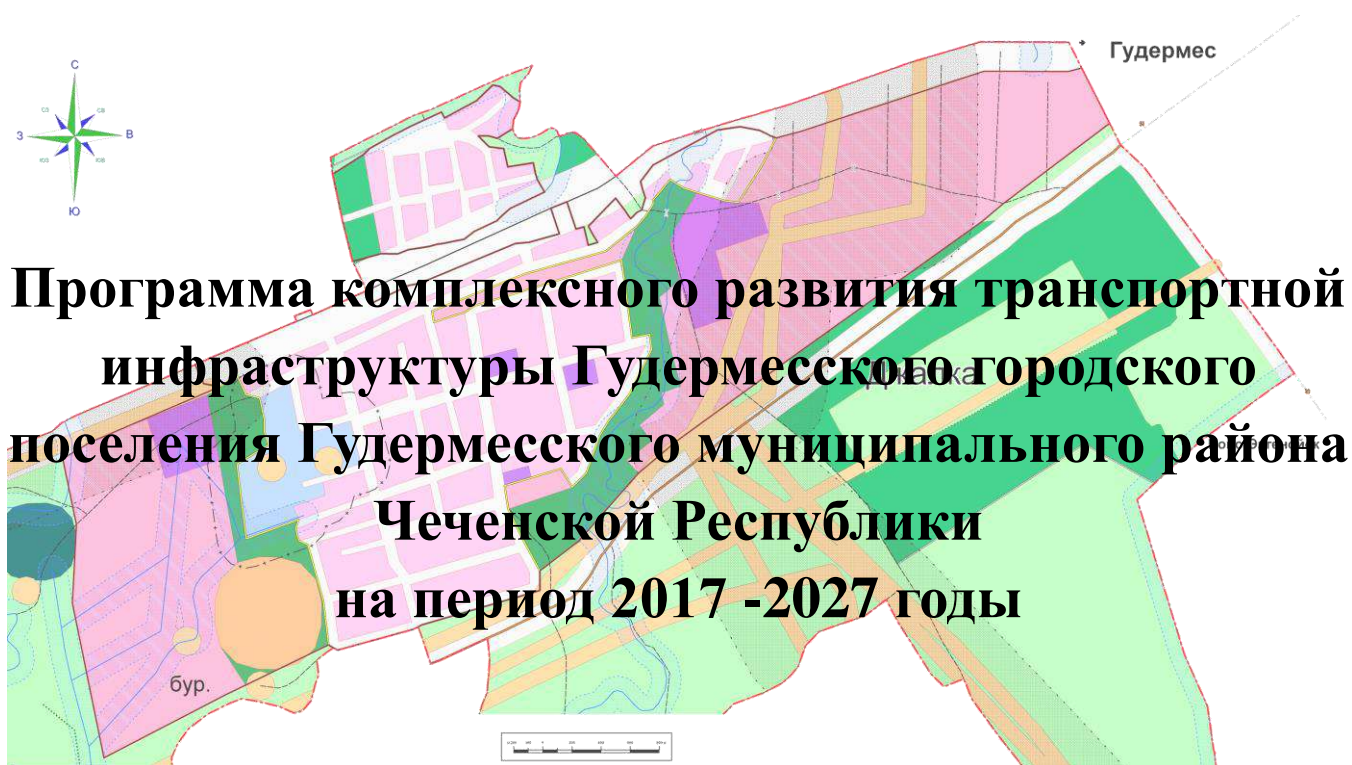 Гудермес
С
З
В
Ю
Программа комплексного развития транспортной
инфраструктуры Гудермесского городского
Джалка
поселения Гудермесского муниципального района
Чеченской Республики
на период 2017 -2027 годы
бур.